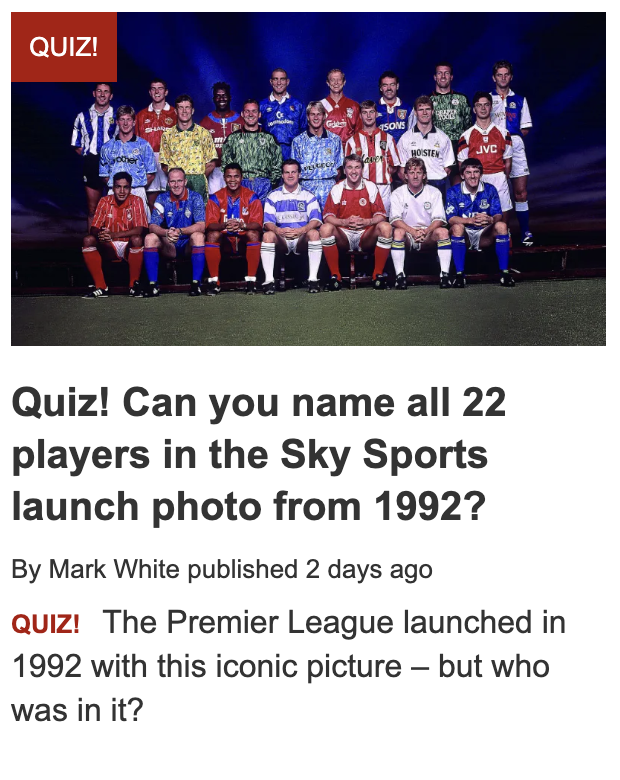 QUIZ!
HOLSTEN
JVC
Quiz! Can you name all 22
players in the Sky Sports
launch photo from 1992?
By Mark White published 2 days ago
QUIZ! The Premier League launched in
1992 with this iconic picture – but who
was in it?